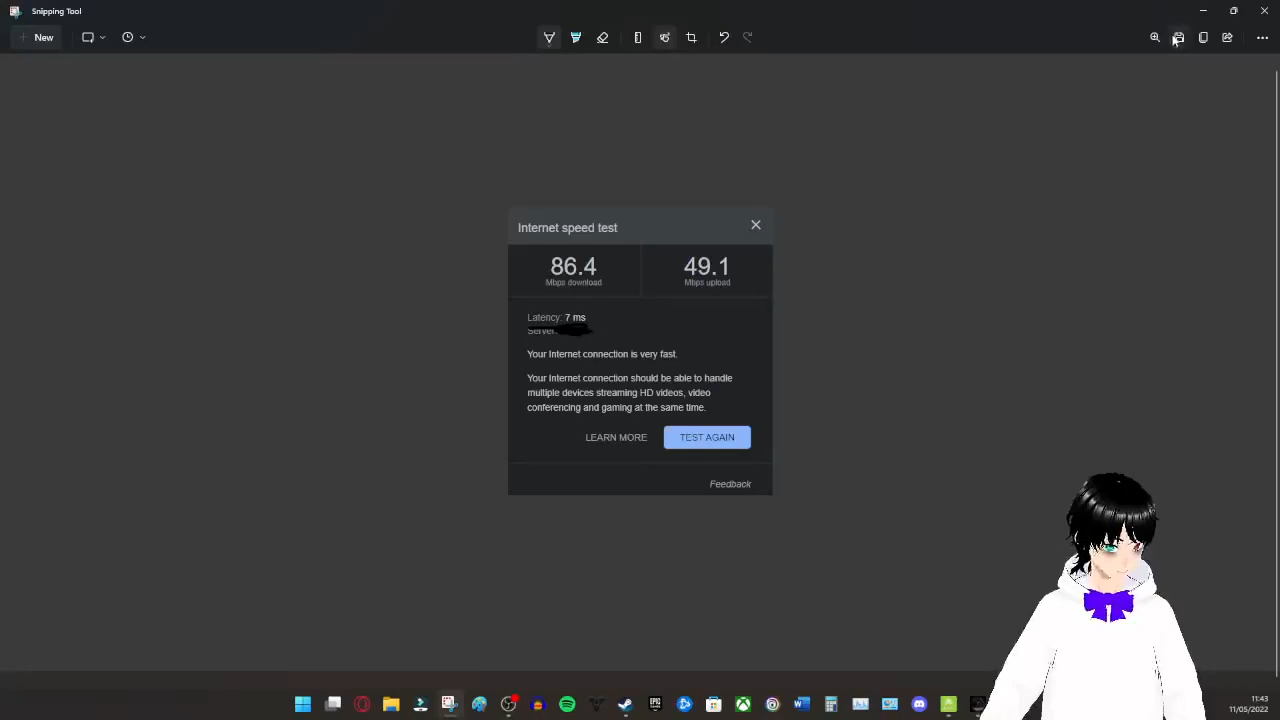 Snipping Tool
New
Internet speed test
86.4 49.1
Mbps download Mbps upload
Latency: 7 ms
Server:
Your Internet connection is very fast.
Your Internet connection should be able to handle
multiple devices streaming HD videos, video
conferencing and gaming at the same time.
LEARN MORE TEST AGAIN
Feedback
11:43
11/05/2022